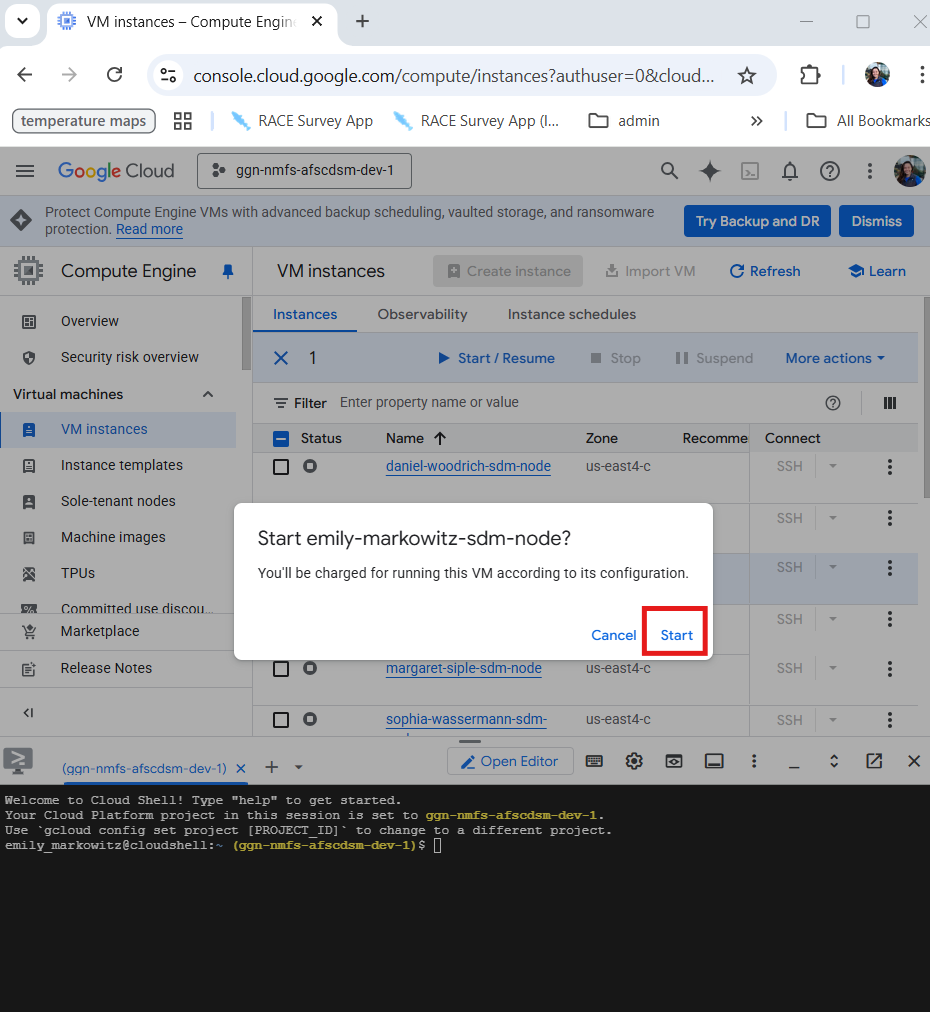 VM instances – Compute Engine
console.cloud.google.com/compute/instances?authuser=0&cloud...
temperature maps
RACE Survey App
RACE Survey App (I...
admin
All Bookmarks
Google Cloud
ggn-nmfs-afscdsm-dev-1
Protect Compute Engine VMs with advanced backup scheduling, vaulted storage, and ransomware
protection. Read more
Try Backup and DR
Dismiss
Compute Engine
VM instances
Create instance
Import VM
Refresh
Learn
Overview
Security risk overview
Virtual machines
VM instances
Instance templates
Sole-tenant nodes
Machine images
TPUs
Committed use discou...
Marketplace
Release Notes
Instances
Observability
Instance schedules
1
Start / Resume
Stop
Suspend
More actions
Filter
Enter property name or value
Status
Name
Zone
Recomme
Connect
daniel-woodrich-sdm-node
us-east4-c
SSH
SSH
SSH
SSH
Start emily-markowitz-sdm-node?
You'll be charged for running this VM according to its configuration.
Cancel
Start
margaret-siple-sdm-node
us-east4-c
SSH
sophia-wassermann-sdm-
us-east4-c
SSH
(ggn-nmfs-afscdsm-dev-1)
Open Editor
Welcome to Cloud Shell! Type "help" to get started.
Your Cloud Platform project in this session is set to ggn-nmfs-afscdsm-dev-1.
Use `gcloud config set project [PROJECT_ID]` to change to a different project.
emily_markowitz@cloudshell:~ (ggn-nmfs-afscdsm-dev-1)$